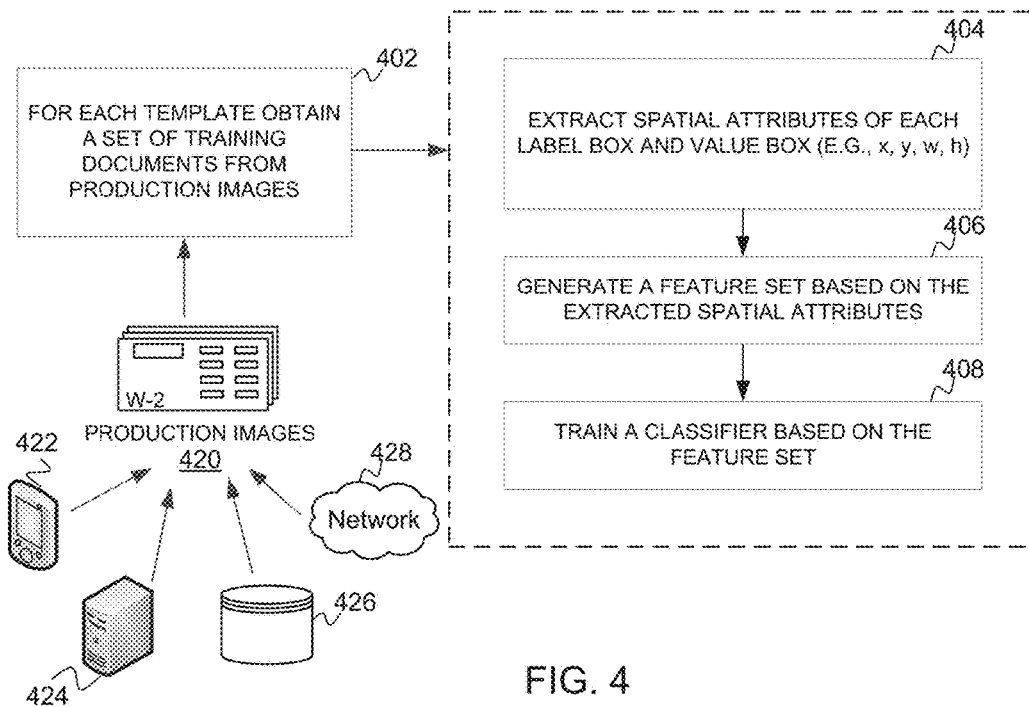 402
FOR EACH TEMPLATE OBTAIN
A SET OF TRAINING
DOCUMENTS FROM
PRODUCTION IMAGES
404
EXTRACT SPATIAL ATTRIBUTES OF EACH
LABEL BOX AND VALUE BOX (E.G., x, y, w, h)
406
GENERATE A FEATURE SET BASED ON THE
EXTRACTED SPATIAL ATTRIBUTES
408
TRAIN A CLASSIFIER BASED ON THE
FEATURE SET
W-2
PRODUCTION IMAGES
420
422
428
Network
424
426
FIG. 4